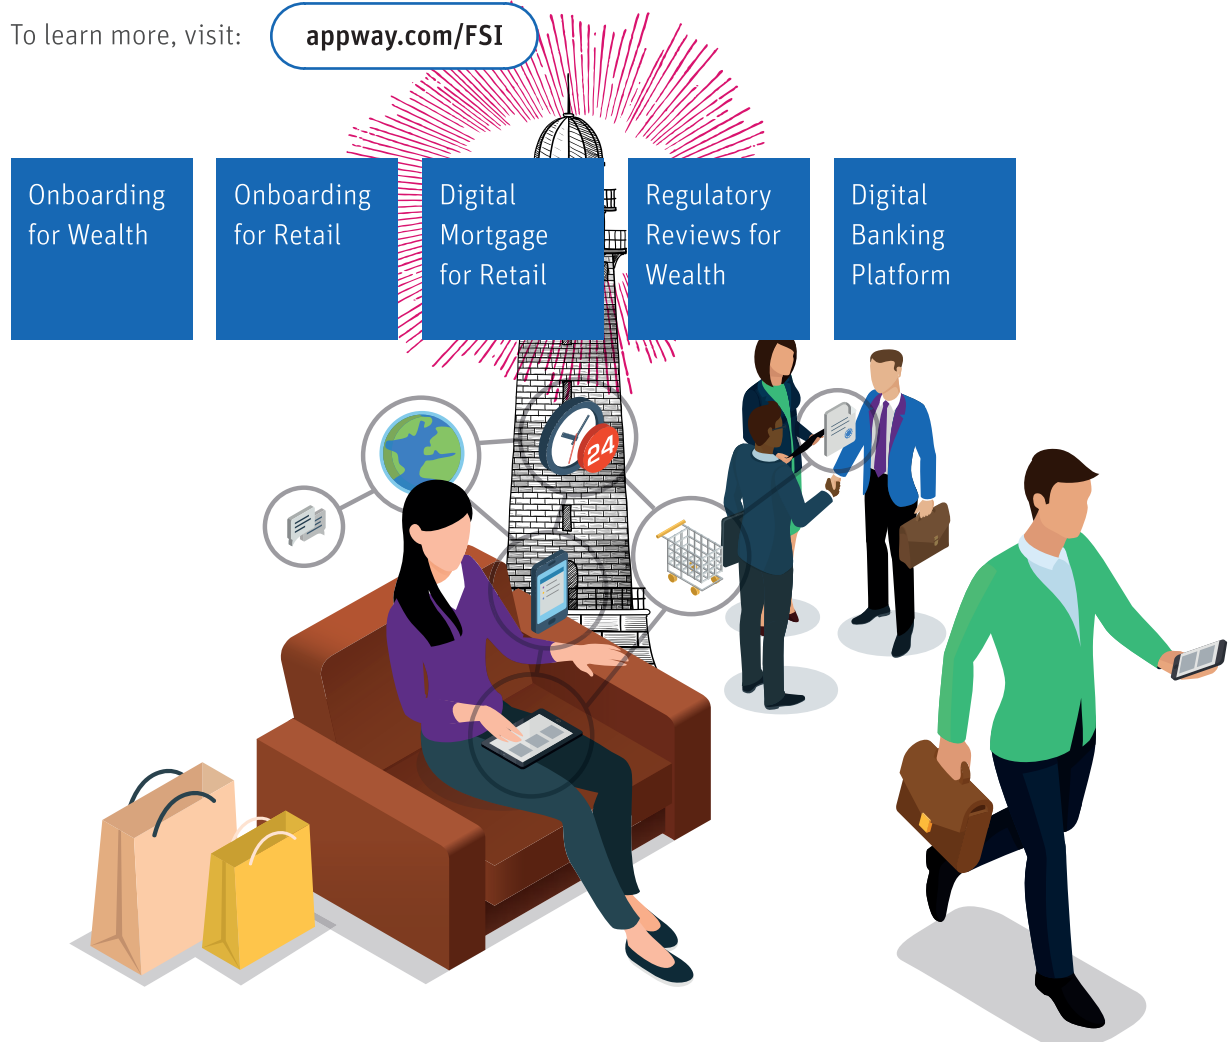 To learn more, visit:
appway.com/FSI
Onboarding
for Wealth
Onboarding
for Retail
Digital
Mortgage
for Retail
Regulatory
Reviews for
Wealth
Digital
Banking
Platform
24